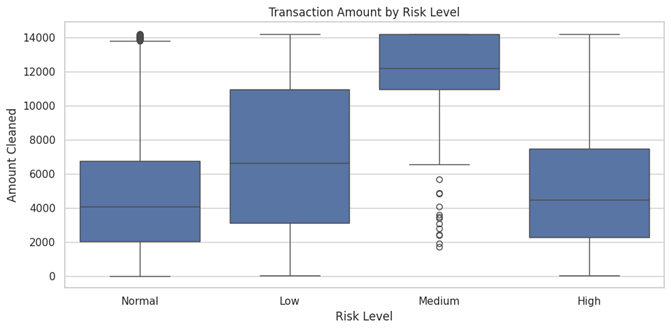 Transaction Amount by Risk Level
14000
12000
10000
8000
6000
4000
2000
0
Amount Cleaned
Normal Low Medium High
Risk Level